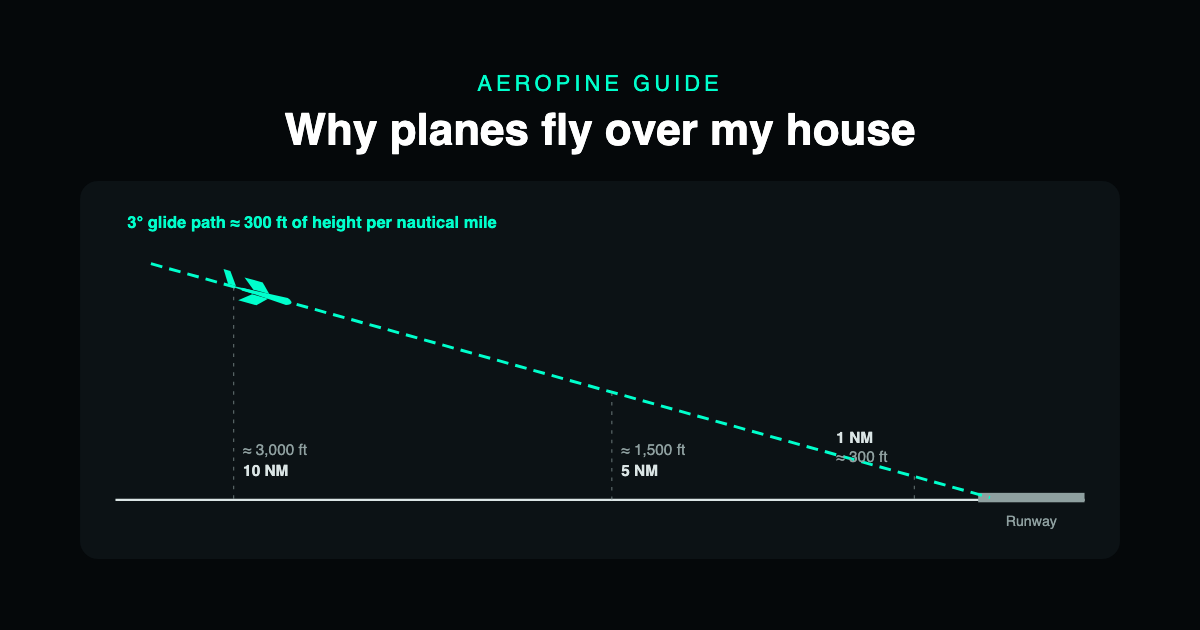 AEROPINE GUIDE
Why planes fly over my house
3° glide path ≈ 300 ft of height per nautical mile
≈ 3,000 ft
10 NM
≈ 1,500 ft
5 NM
1 NM
≈ 300 ft
Runway